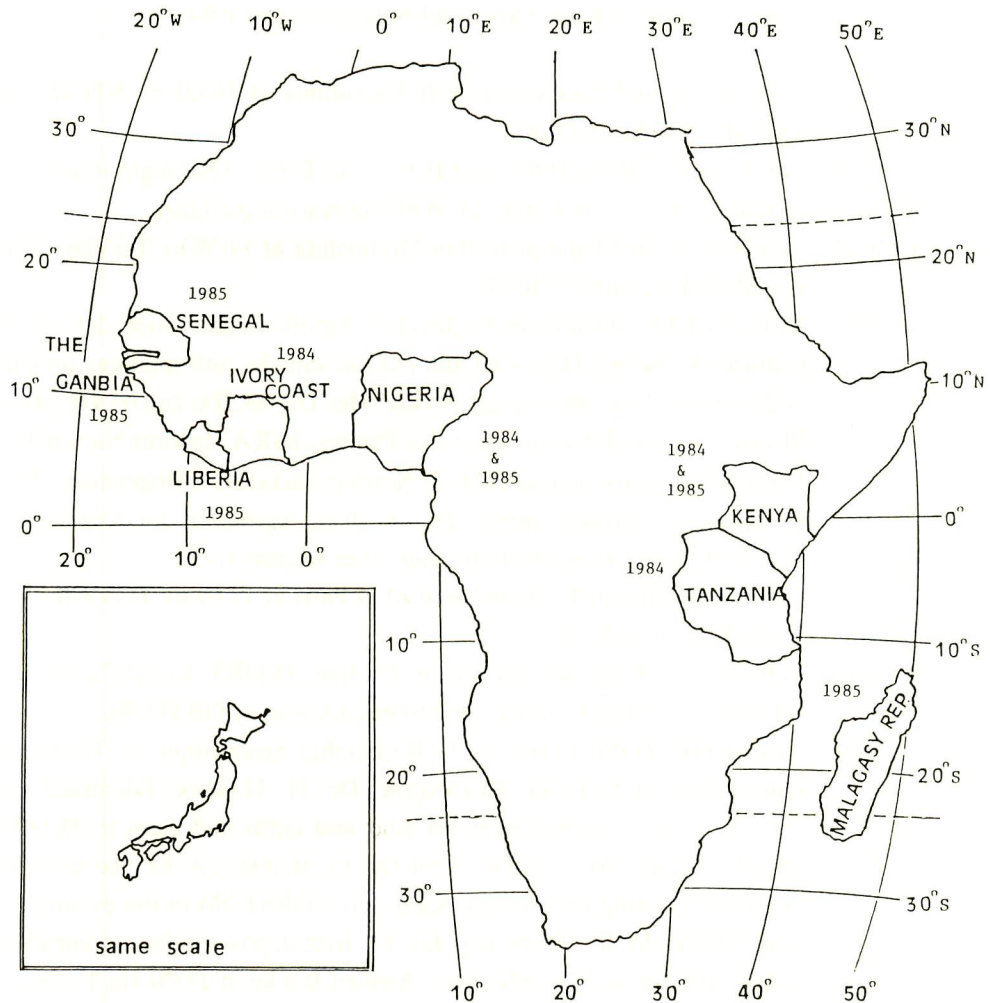 20°W 10°W 0° 10°E 20°E 30°E 40°E 50°E
30° 30°N
20° 20°N
1985
SENEGAL
THE
GANBIA
1985
10° 10°N
1984
IVORY
COAST
NIGERIA
1984
&
1985
LIBERIA
1985
1984
&
1985
KENYA
0° 0°
20° 10° 0°
1984
TANZANIA
10° 10°S
1985
MALAGASY REP.
20° 20°S
30° 30°S
10° 20° 30° 40° 50°
same scale